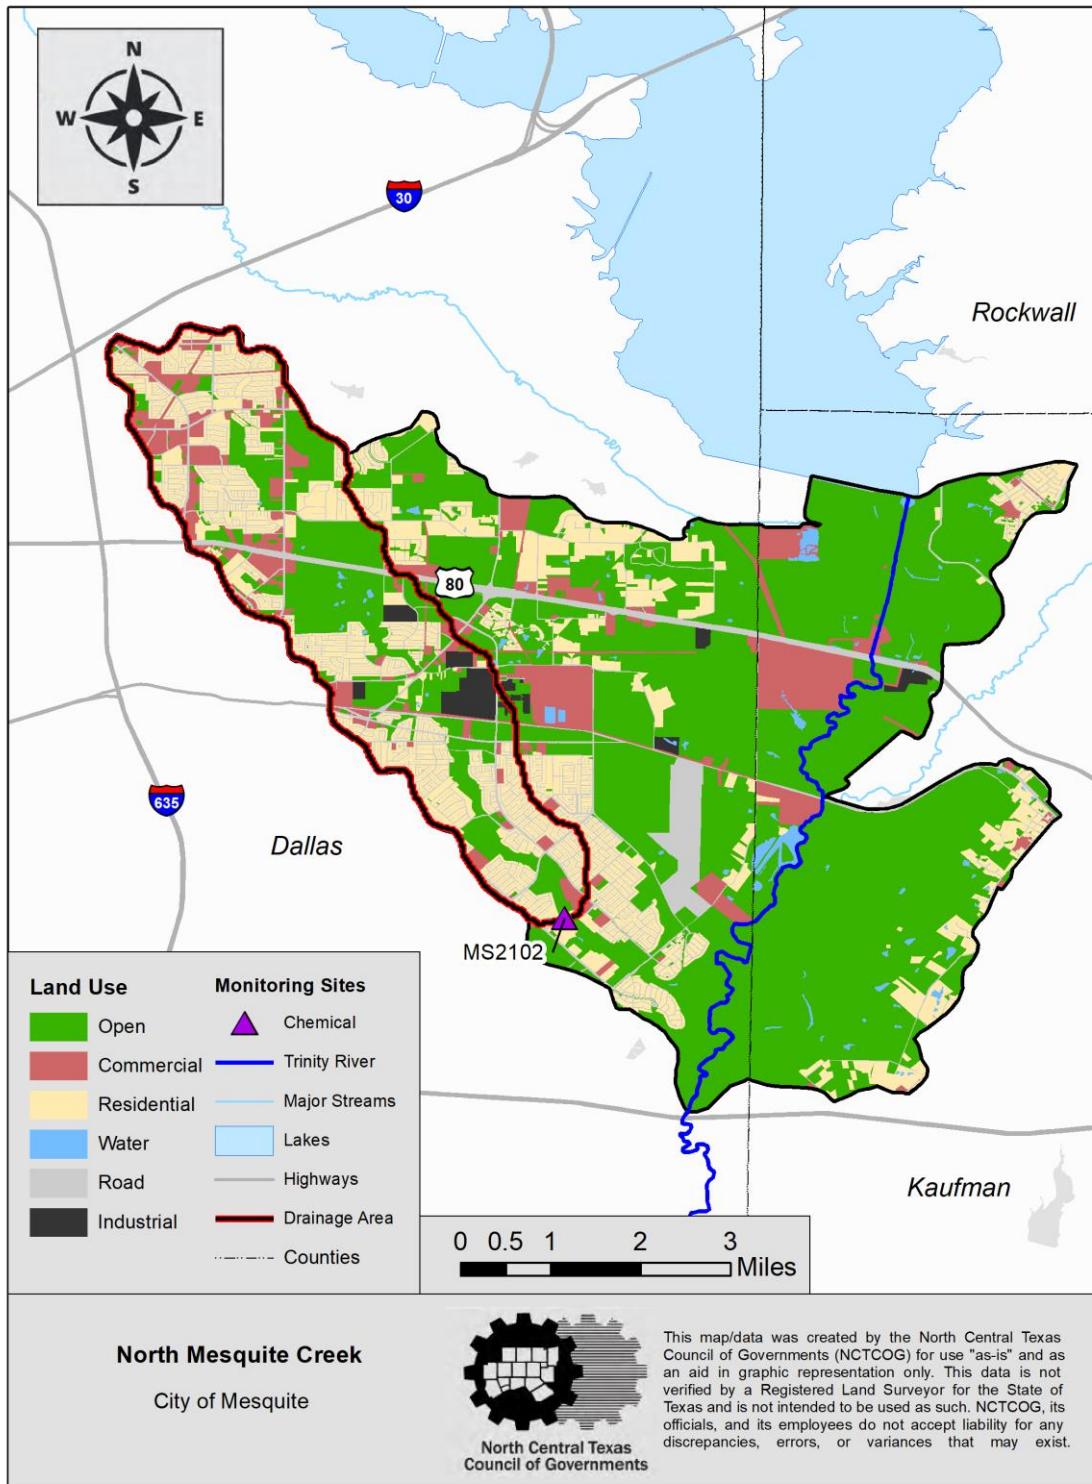 N
W E
S
30
Rockwall
80
635
Dallas
MS2102
Land Use
Open
Commercial
Residential
Water
Road
Industrial
Monitoring Sites
Chemical
Trinity River
Major Streams
Lakes
Highways
Drainage Area
Counties
Kaufman
0 0.5 1 2 3
Miles
North Mesquite Creek
City of Mesquite
North Central Texas
Council of Governments
This map/data was created by the North Central Texas
Council of Governments (NCTCOG) for use "as-is" and as
an aid in graphic representation only. This data is not
verified by a Registered Land Surveyor for the State of
Texas and is not intended to be used as such. NCTCOG, its
officials, and its employees do not accept liability for any
discrepancies, errors, or variances that may exist.